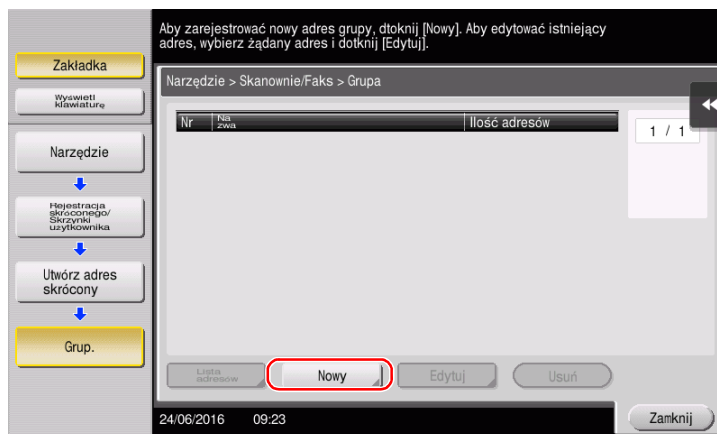 Aby zarejestrować nowy adres grupy, dtoknij [Nowy]. Aby edytować istniejący
adres, wybierz żądany adres i dotknij [Edytuj].
Zakładka
Wyświetl
klawiaturę
Narzędzie
Rejestracja
skróconego/
Skrzynki
użytkownika
Utwórz adres
skrócony
Grup.
Narzędzie > Skanownie/Faks > Grupa
Nr
Na
zwa
Ilość adresów
1 / 1
Lista
adresów
Nowy
Edytuj
Usuń
24/06/2016 09:23
Zamknij